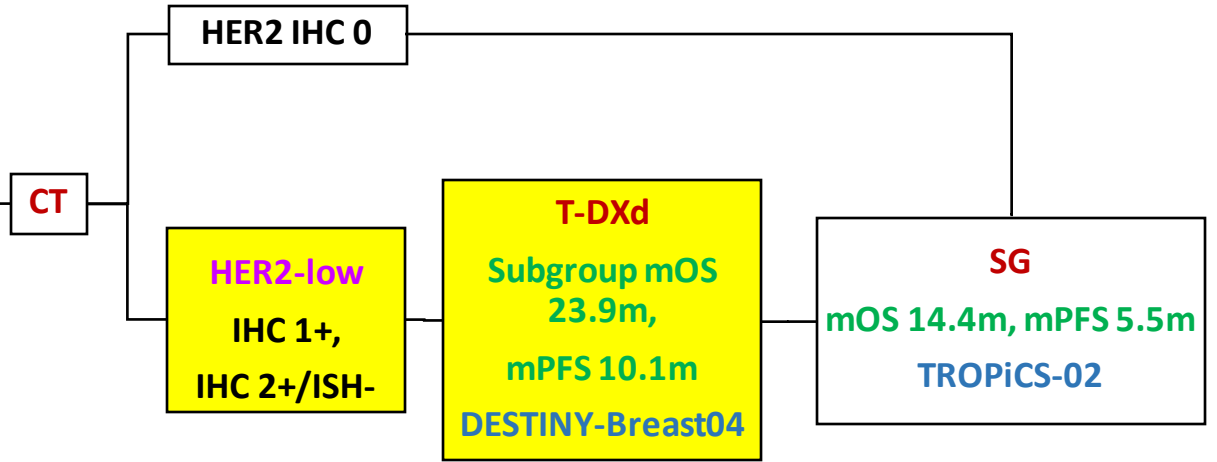 HER2 IHC 0
CT
HER2-low
IHC 1+,
IHC 2+/ISH-
T-DXd
Subgroup mOS
23.9m,
mPFS 10.1m
DESTINY-Breast04
SG
mOS 14.4m, mPFS 5.5m
TROPiCS-02